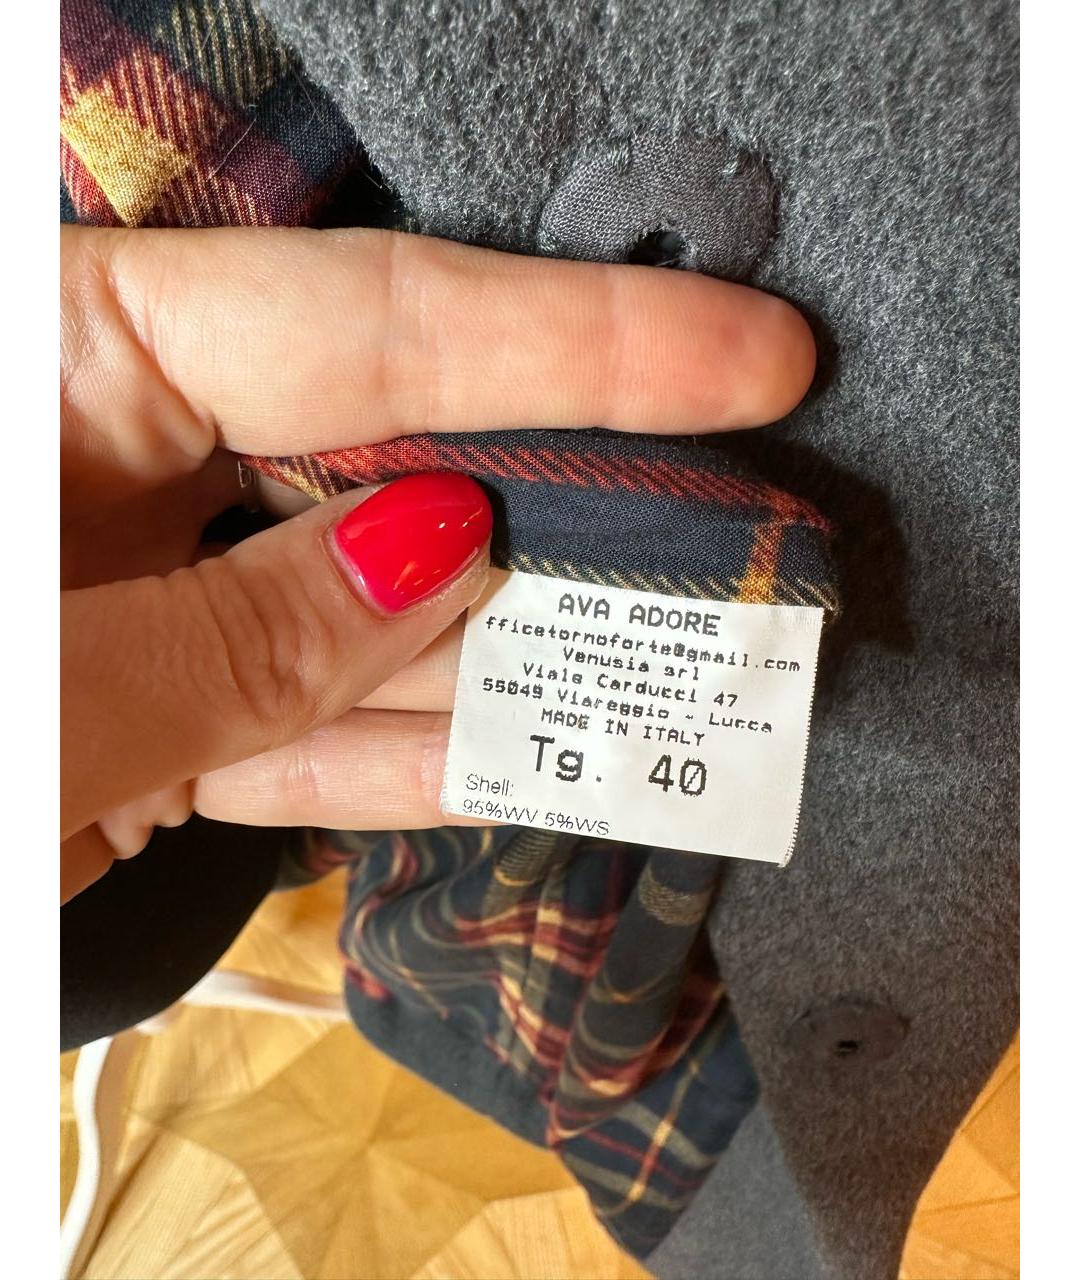 AVA ADORE
fficetornoforte@gmail.com
Venusia srl
Viale Carducci 47
55049 Viareggio - Lucca
MADE IN ITALY
Tg. 40
Shell:
95%WV 5%WS